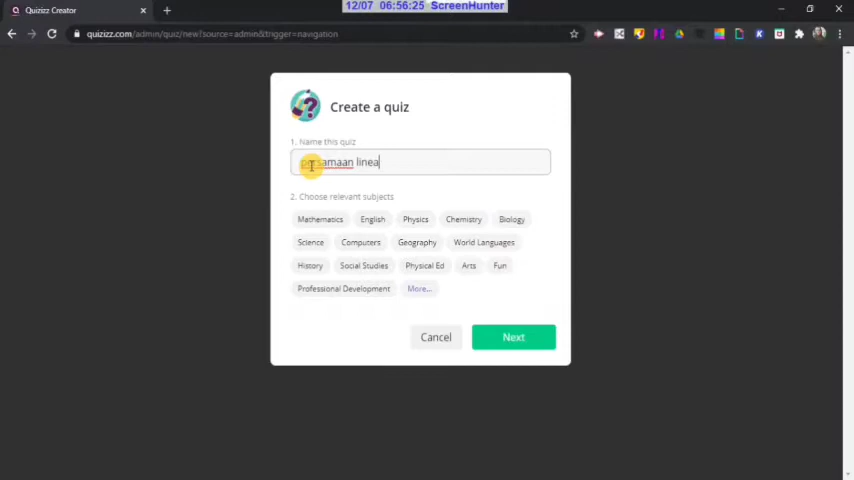 Quizizz Creator
12/07 06:56:25 ScreenHunter
quizizz.com/admin/quiz/new?source=admin&trigger=navigation
Create a quiz
1. Name this quiz
persamaan linea
2. Choose relevant subjects
Mathematics English Physics Chemistry Biology
Science Computers Geography World Languages
History Social Studies Physical Ed Arts Fun
Professional Development More...
Cancel Next